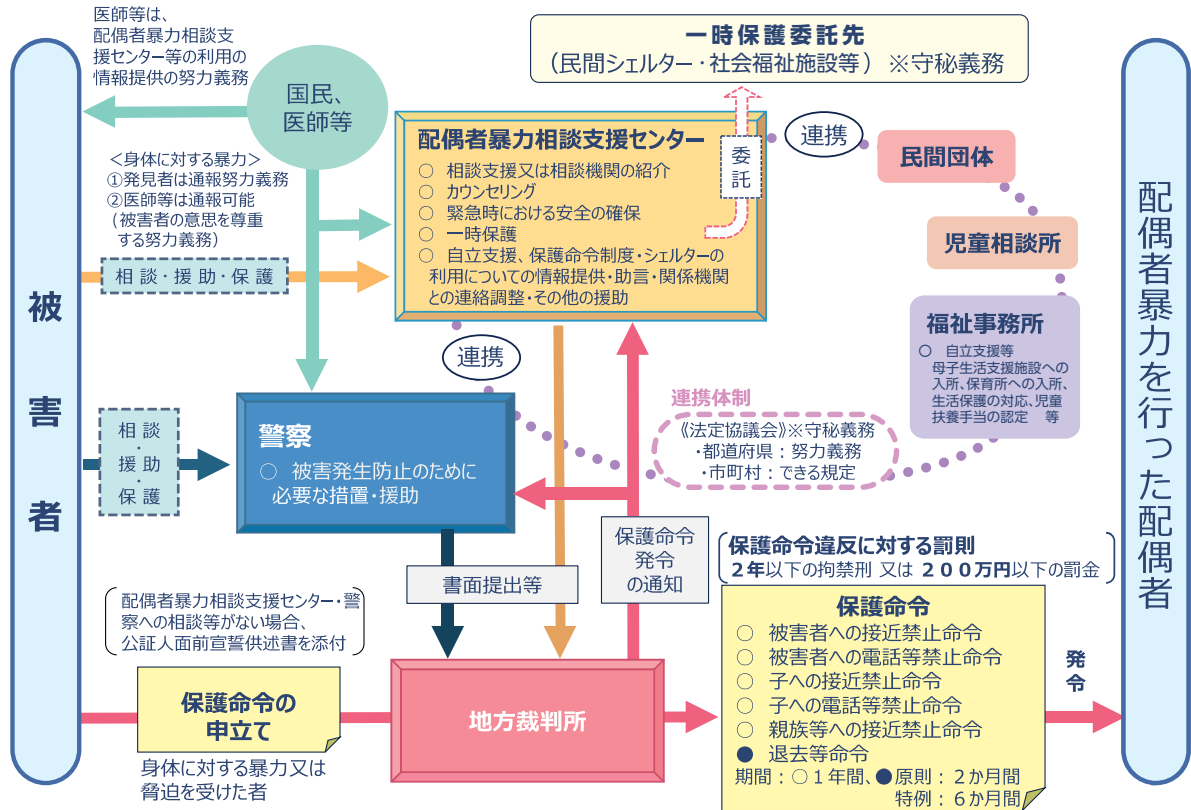 医師等は、
配偶者暴力相談支
援センター等の利用の
情報提供の努力義務
国民、
医師等
一時保護委託先
（民間シェルター・社会福祉施設等） ※守秘義務
配偶者暴力相談支援センター
○ 相談支援又は相談機関の紹介
○ カウンセリング
○ 緊急時における安全の確保
○ 一時保護
○ 自立支援、保護命令制度・シェルターの
利用についての情報提供・助言・関係機関
との連絡調整・その他の援助
委託
連携
民間団体
児童相談所
福祉事務所
○ 自立支援等
母子生活支援施設への
入所、保育所への入所、
生活保護の対応、児童
扶養手当の認定 等
＜身体に対する暴力＞
①発見者は通報努力義務
②医師等は通報可能
（被害者の意思を尊重
する努力義務）
相談・援助・保護
被害者
連携
連携体制
《法定協議会》※守秘義務
・都道府県：努力義務
・市町村：できる規定
相談
・
援助
・
保護
警察
○ 被害発生防止のために
必要な措置・援助
書面提出等
保護命令
発令
の通知
保護命令違反に対する罰則
２年以下の拘禁刑 又は ２００万円以下の罰金
配偶者暴力相談支援センター・警
察への相談等がない場合、
公証人面前宣誓供述書を添付
保護命令の
申立て
身体に対する暴力又は
脅迫を受けた者
地方裁判所
保護命令
○ 被害者への接近禁止命令
○ 被害者への電話等禁止命令
○ 子への接近禁止命令
○ 子への電話等禁止命令
○ 親族等への接近禁止命令
● 退去等命令
期間：○１年間、●原則：２か月間
特例：６か月間
発令
配偶者暴力を行った配偶者